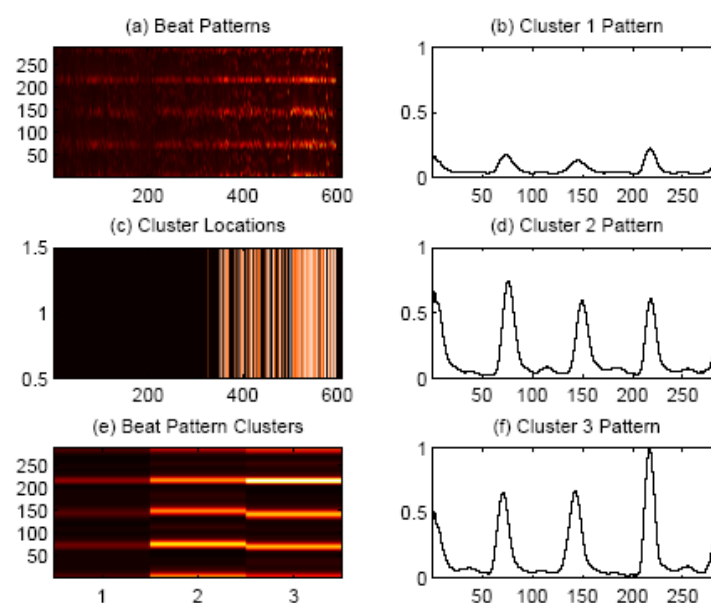 (a) Beat Patterns
250
200
150
100
50
200 400 600
(b) Cluster 1 Pattern
1
0.5
0
50 100 150 200 250
(c) Cluster Locations
1.5
1
0.5
200 400 600
(d) Cluster 2 Pattern
1
0.5
0
50 100 150 200 250
(e) Beat Pattern Clusters
250
200
150
100
50
1 2 3
(f) Cluster 3 Pattern
1
0.5
0
50 100 150 200 250